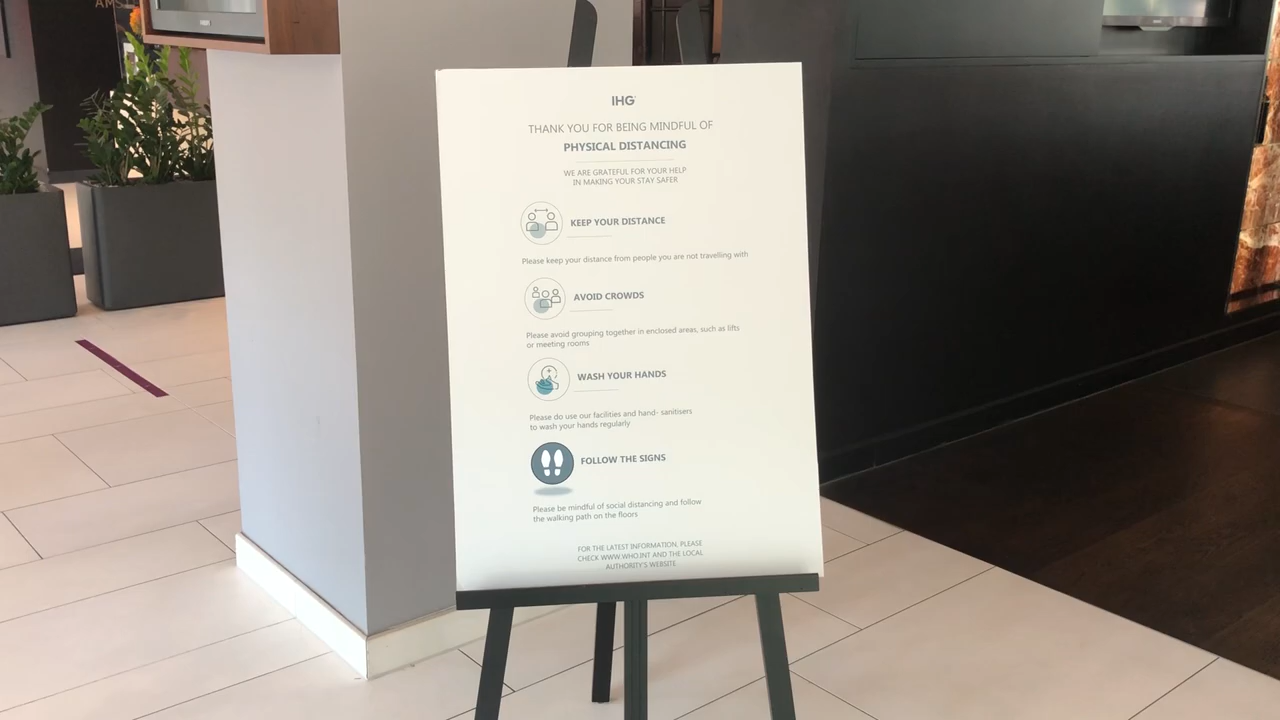 AMS
IHG
THANK YOU FOR BEING MINDFUL OF
PHYSICAL DISTANCING
WE ARE GRATEFUL FOR YOUR HELP
IN MAKING YOUR STAY SAFER
KEEP YOUR DISTANCE
Please keep your distance from people you are not travelling with
AVOID CROWDS
Please avoid grouping together in enclosed areas, such as lifts
or meeting rooms
WASH YOUR HANDS
Please do use our facilities and hand- sanitisers
to wash your hands regularly
FOLLOW THE SIGNS
Please be mindful of social distancing and follow
the walking path on the floors
FOR THE LATEST INFORMATION, PLEASE
CHECK WWW.WHO.INT AND THE LOCAL
AUTHORITY'S WEBSITE